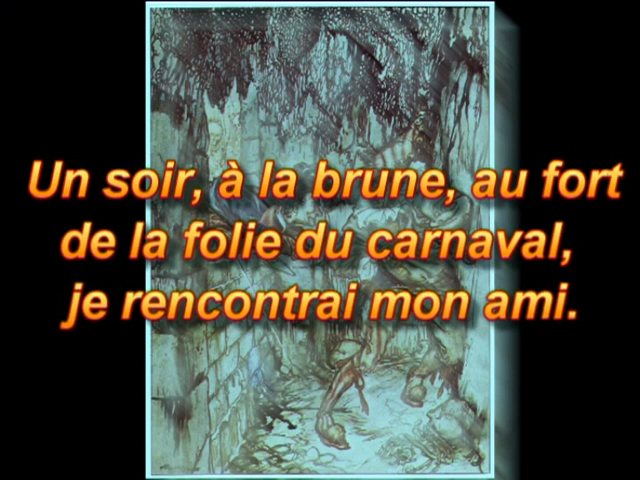 Un soir, à la brune, au fort
de la folie du carnaval,
je rencontrai mon ami.